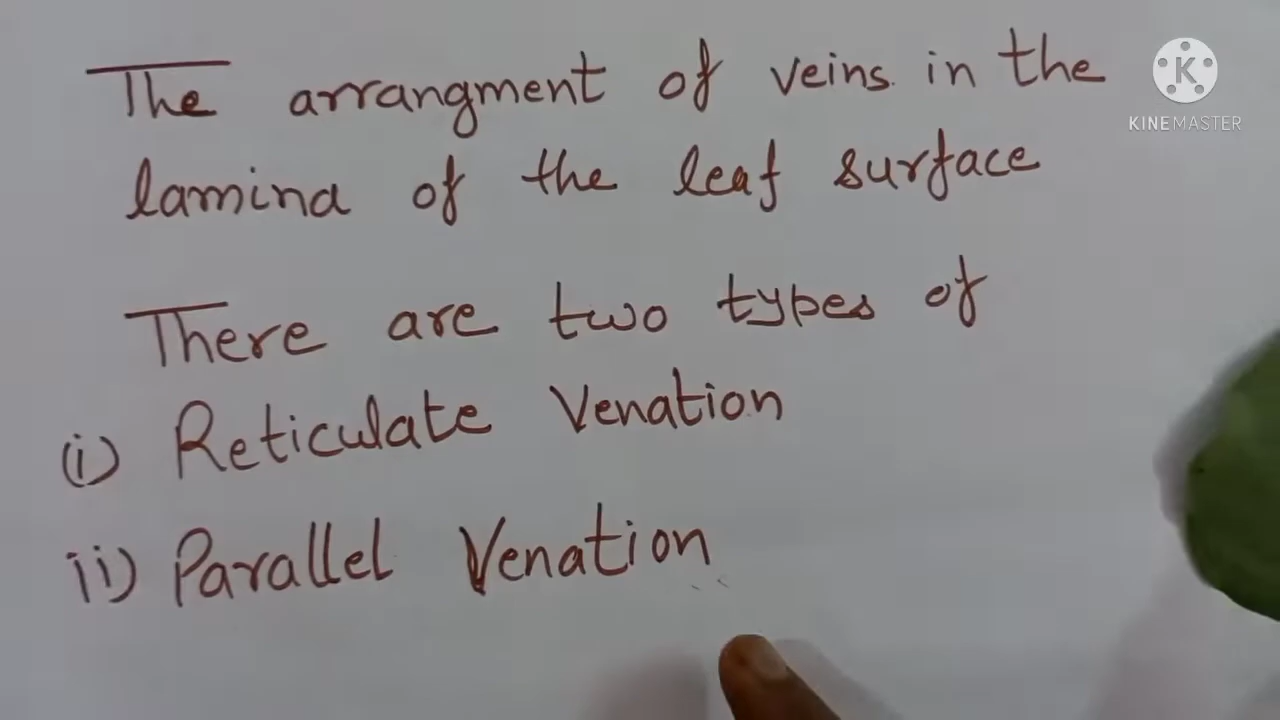 The arrangment of veins in the
lamina of the leaf surface
There are two types of
(i) Reticulate Venation
ii) Parallel Venation
K
KINEMASTER